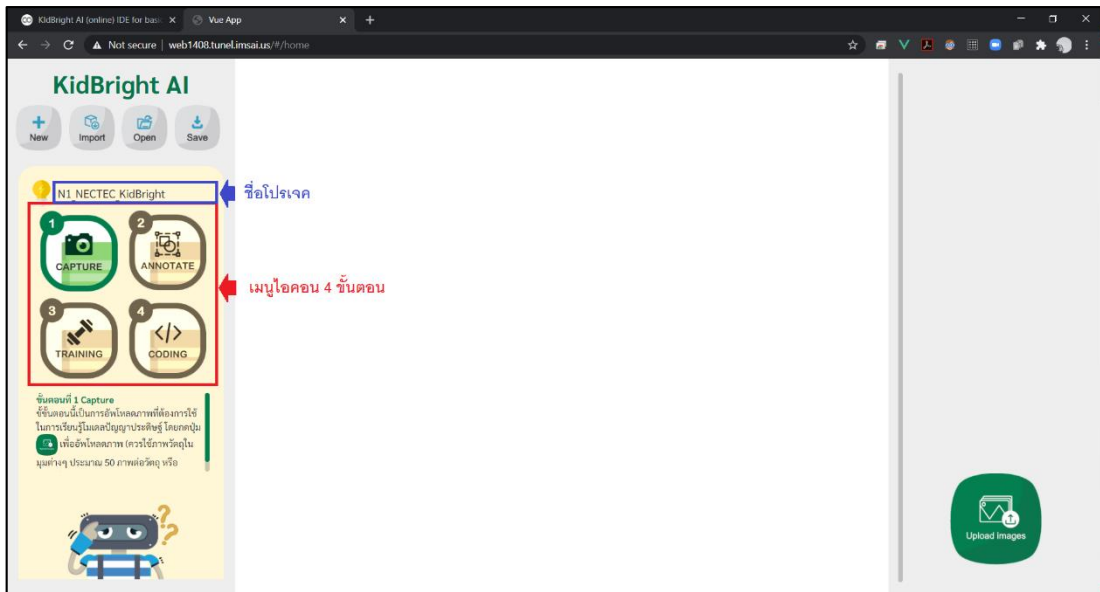 KidBright AI (online) IDE for basic
Vue App
Not secure | web1408.tunel.imsai.us/#/home
KidBright AI
New
Import
Open
Save
N1_NECTEC_KidBright
ชื่อโปรเจค
1
CAPTURE
2
ANNOTATE
เมนูไอคอน 4 ขั้นตอน
3
TRAINING
4
CODING
ขั้นตอนที่ 1 Capture
ขั้นตอนนี้เป็นการอัพโหลดภาพที่ต้องการใช้
ในการเรียนรู้โมเดลปัญญาประดิษฐ์ โดยกดปุ่ม
เพื่ออัพโหลดภาพ (ควรใช้ภาพวัตถุใน
มุมต่างๆ ประมาณ 50 ภาพต่อวัตถุ หรือ
Upload images